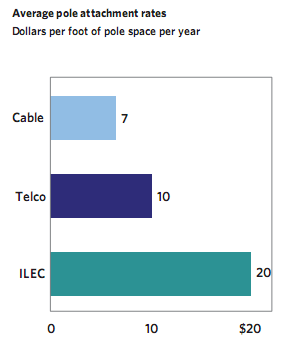 Average pole attachment rates
Dollars per foot of pole space per year
Cable 7
Telco 10
ILEC 20
0 10 $20